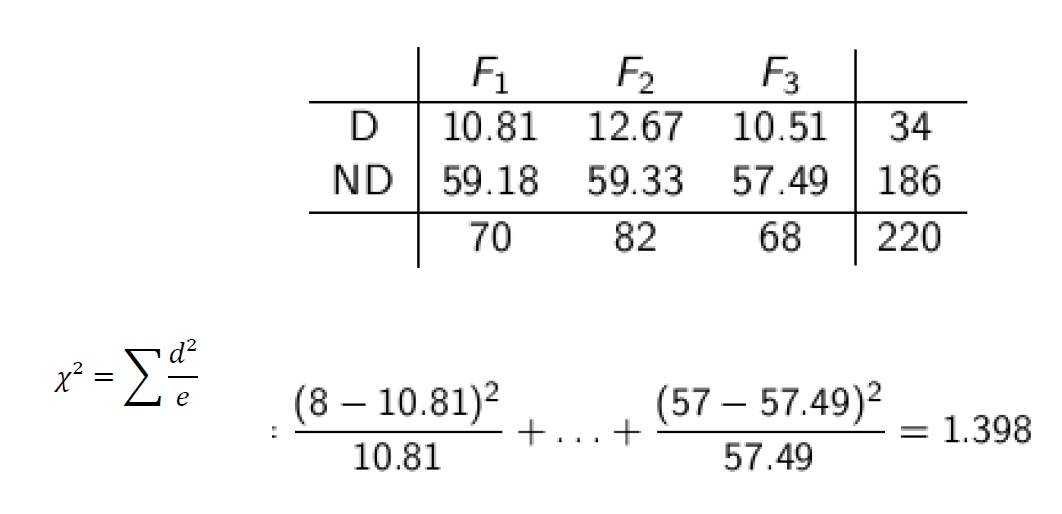 F₁ F₂ F₃
D 10.81 12.67 10.51 34
ND 59.18 59.33 57.49 186
70 82 68 220
χ² = ∑ d²/e
: (8 − 10.81)²/10.81 + . . . + (57 − 57.49)²/57.49 = 1.398